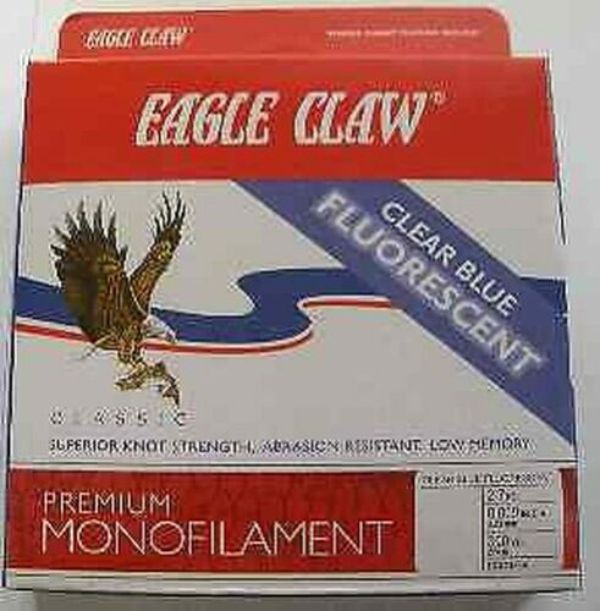 EAGLE CLAW
EAGLE CLAW®
CLEAR BLUE
FLUORESCENT
CLASSIC
SUPERIOR KNOT STRENGTH, ABRASION RESISTANT, LOW MEMORY
PREMIUM
MONOFILAMENT